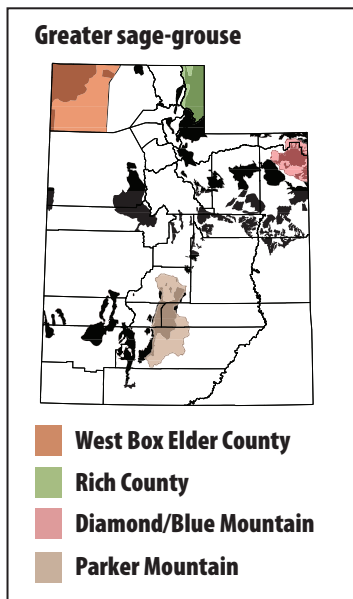 Greater sage-grouse
West Box Elder County
Rich County
Diamond/Blue Mountain
Parker Mountain